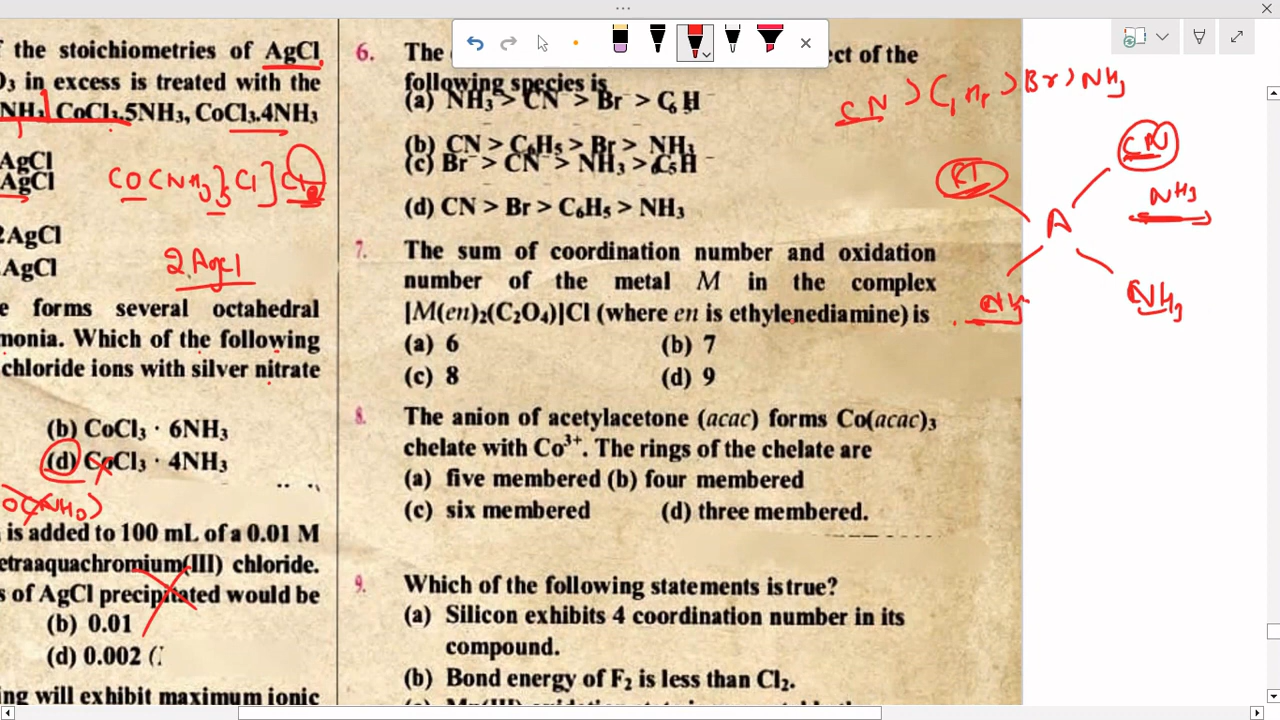 the stoichiometries of AgCl
in excess is treated with the
NH₃ CoCl₃.5NH₃, CoCl₃.4NH₃
AgCl
AgCl
CO(NH₃)5 Cl] Cl2
2AgCl
AgCl
2 AgCl
e forms several octahedral
monia. Which of the following
chloride ions with silver nitrate
(b) CoCl₃ · 6NH₃
(d) CoCl₃ · 4NH₃
is added to 100 mL of a 0.01 M
etraaquachromium(III) chloride.
s of AgCl precipitated would be
(b) 0.01
(d) 0.002 (
ing will exhibit maximum ionic
6. The ect of the
following species is
(a) NH₃ > CN⁻ > Br⁻ > C₆H
(b) CN > C₆H₅ > Br > NH₃
(c) Br⁻ > CN⁻ > NH₃ > C₆H⁻
(d) CN > Br > C₆H₅ > NH₃
7. The sum of coordination number and oxidation
number of the metal M in the complex
[M(en)₂(C₂O₄)]Cl (where en is ethylenediamine) is
(a) 6 (b) 7
(c) 8 (d) 9
8. The anion of acetylacetone (acac) forms Co(acac)₃
chelate with Co³⁺. The rings of the chelate are
(a) five membered (b) four membered
(c) six membered (d) three membered.
9. Which of the following statements is true?
(a) Silicon exhibits 4 coordination number in its
compound.
(b) Bond energy of F₂ is less than Cl₂.
CN > > Br > NH3
CN
NH3
A
NH3